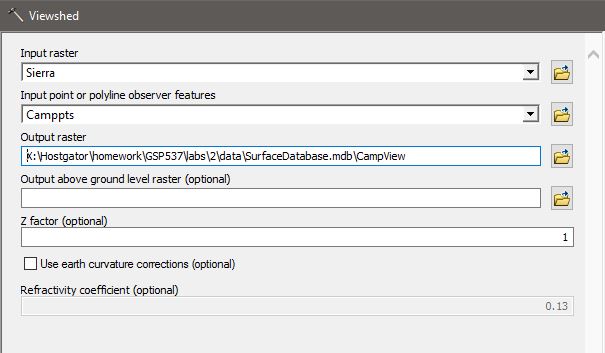 Viewshed
Input raster
Sierra
Input point or polyline observer features
Camppts
Output raster
K:\Hostgator\homework\GSP537\labs\2\data\SurfaceDatabase.mdb\CampView
Output above ground level raster (optional)
Z factor (optional)
1
Use earth curvature corrections (optional)
Refractivity coefficient (optional)
0.13